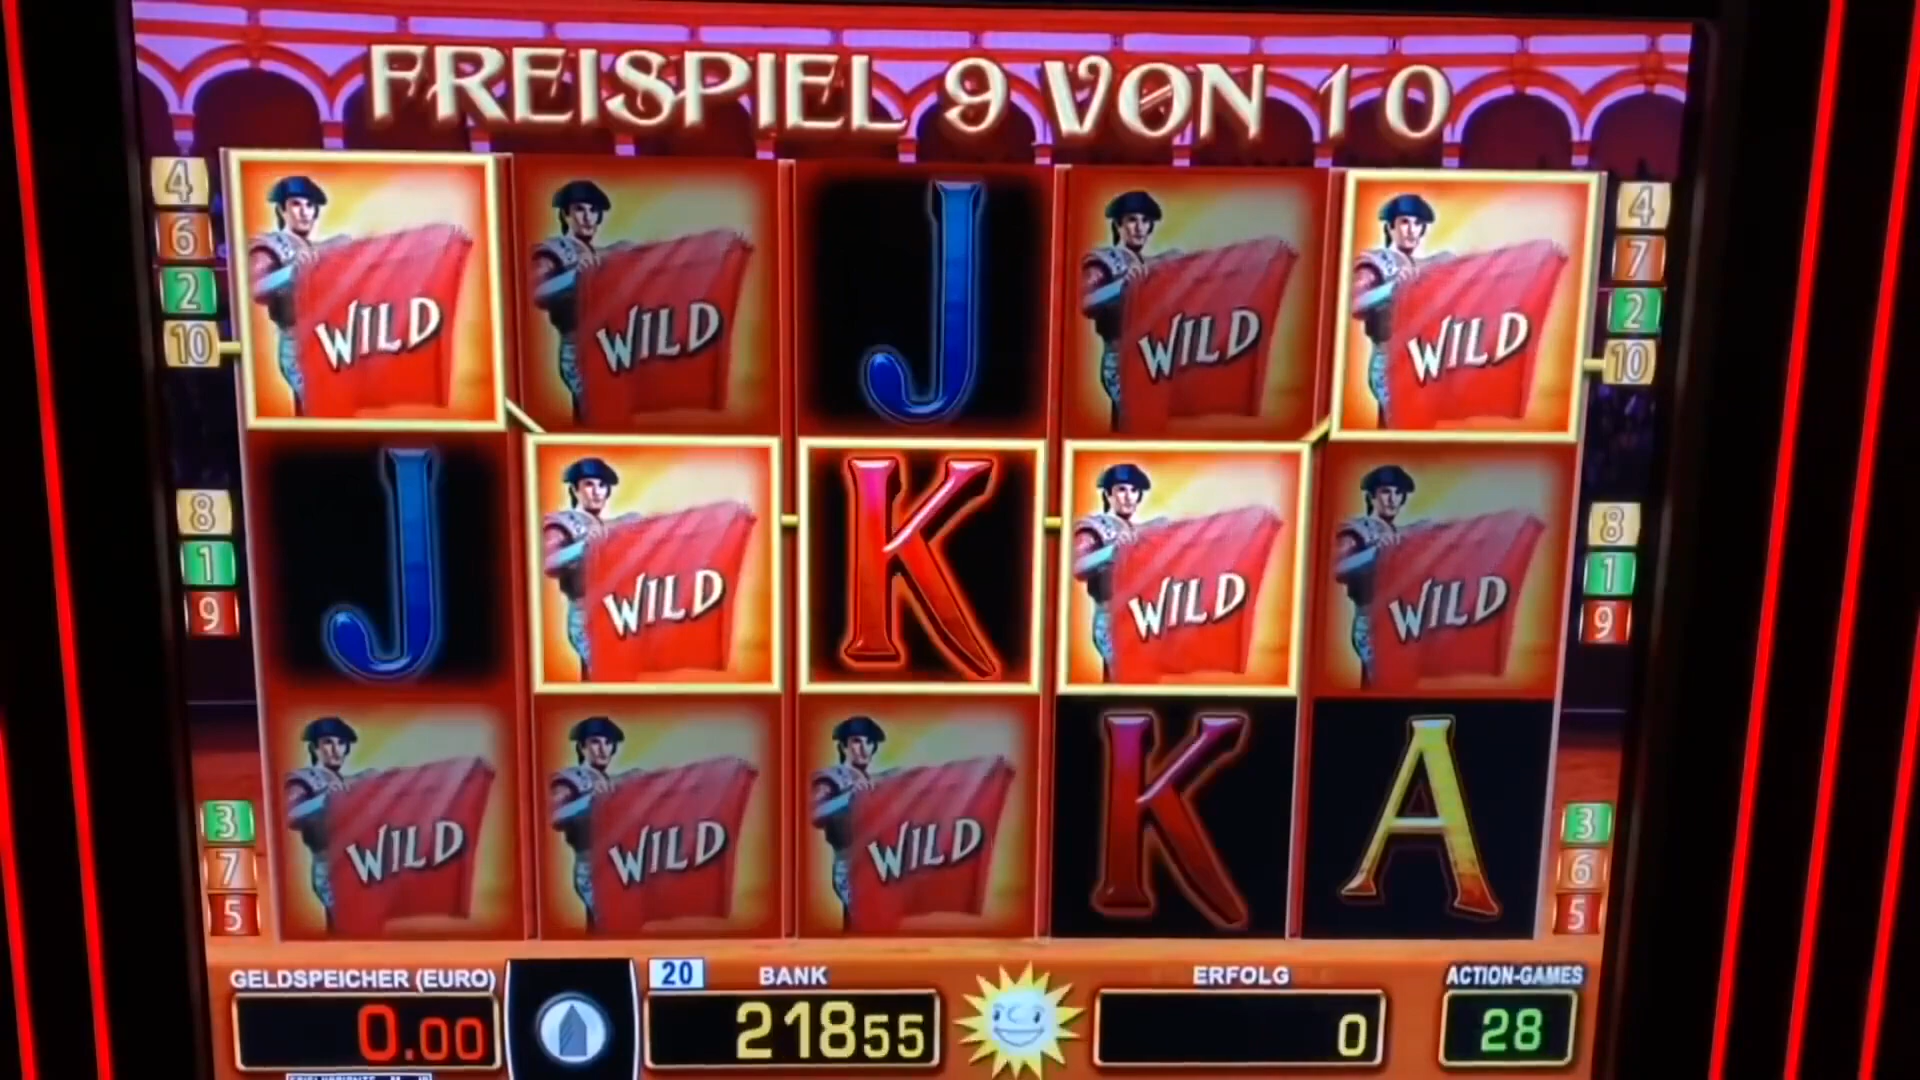 FREISPIEL 9 VON 10
4 WILD WILD J WILD WILD 4
6 7
2 2
10 10
J WILD K WILD WILD
8 8
1 1
9 9
WILD WILD WILD K A
3 3
7 6
5 5
GELDSPEICHER (EURO) 20 BANK ERFOLG ACTION-GAMES
0.00 21855 0 28